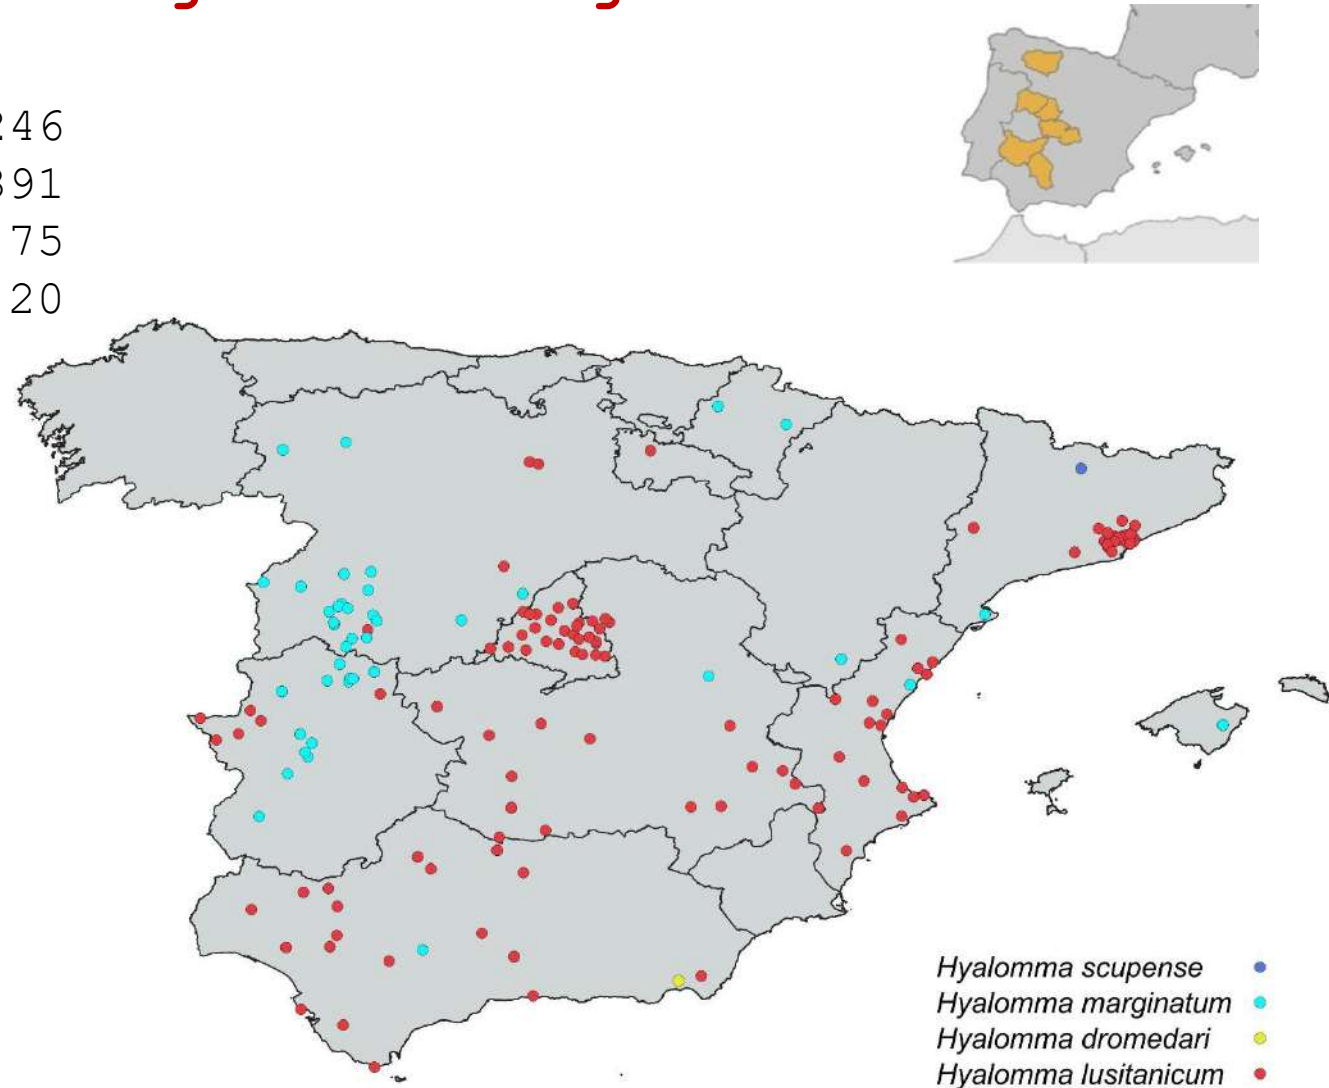 246
391
75
20
Hyalomma scupense
Hyalomma marginatum
Hyalomma dromedari
Hyalomma lusitanicum